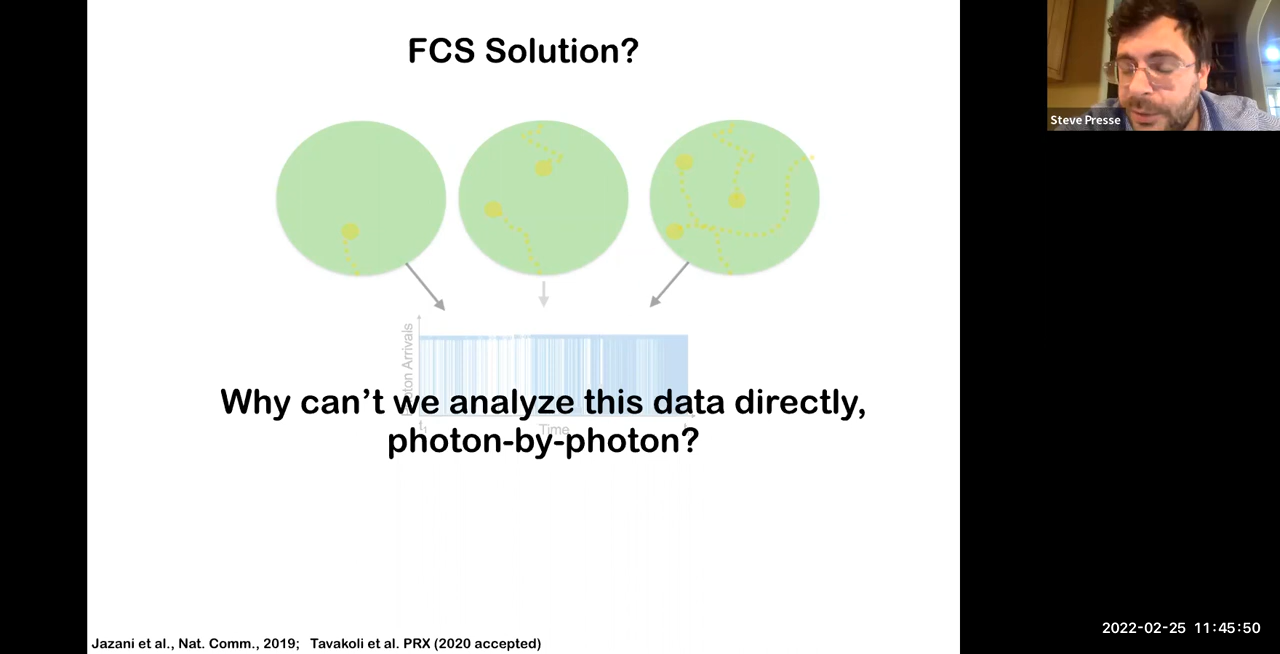 FCS Solution?
Steve Presse
Photon Arrivals
Why can't we analyze this data directly,
t₁ Time
photon-by-photon?
Jazani et al., Nat. Comm., 2019; Tavakoli et al. PRX (2020 accepted)
2022-02-25 11:45:50